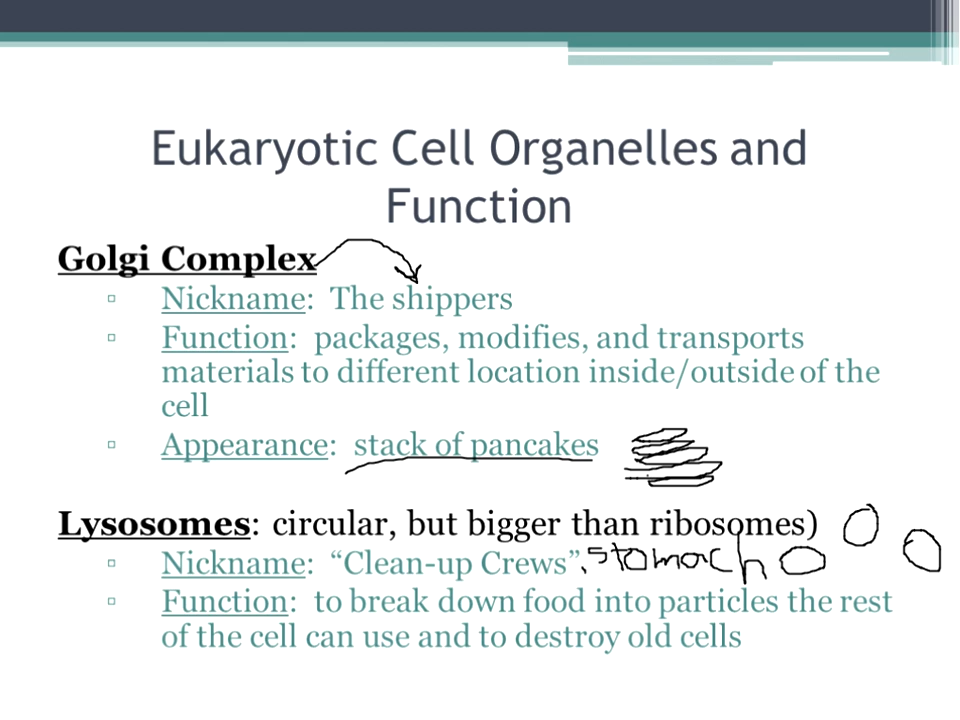 Eukaryotic Cell Organelles and
Function
Golgi Complex
▫ Nickname: The shippers
▫ Function: packages, modifies, and transports
materials to different location inside/outside of the
cell
▫ Appearance: stack of pancakes
Lysosomes: circular, but bigger than ribosomes)
▫ Nickname: “Clean-up Crews”, stomach
▫ Function: to break down food into particles the rest
of the cell can use and to destroy old cells